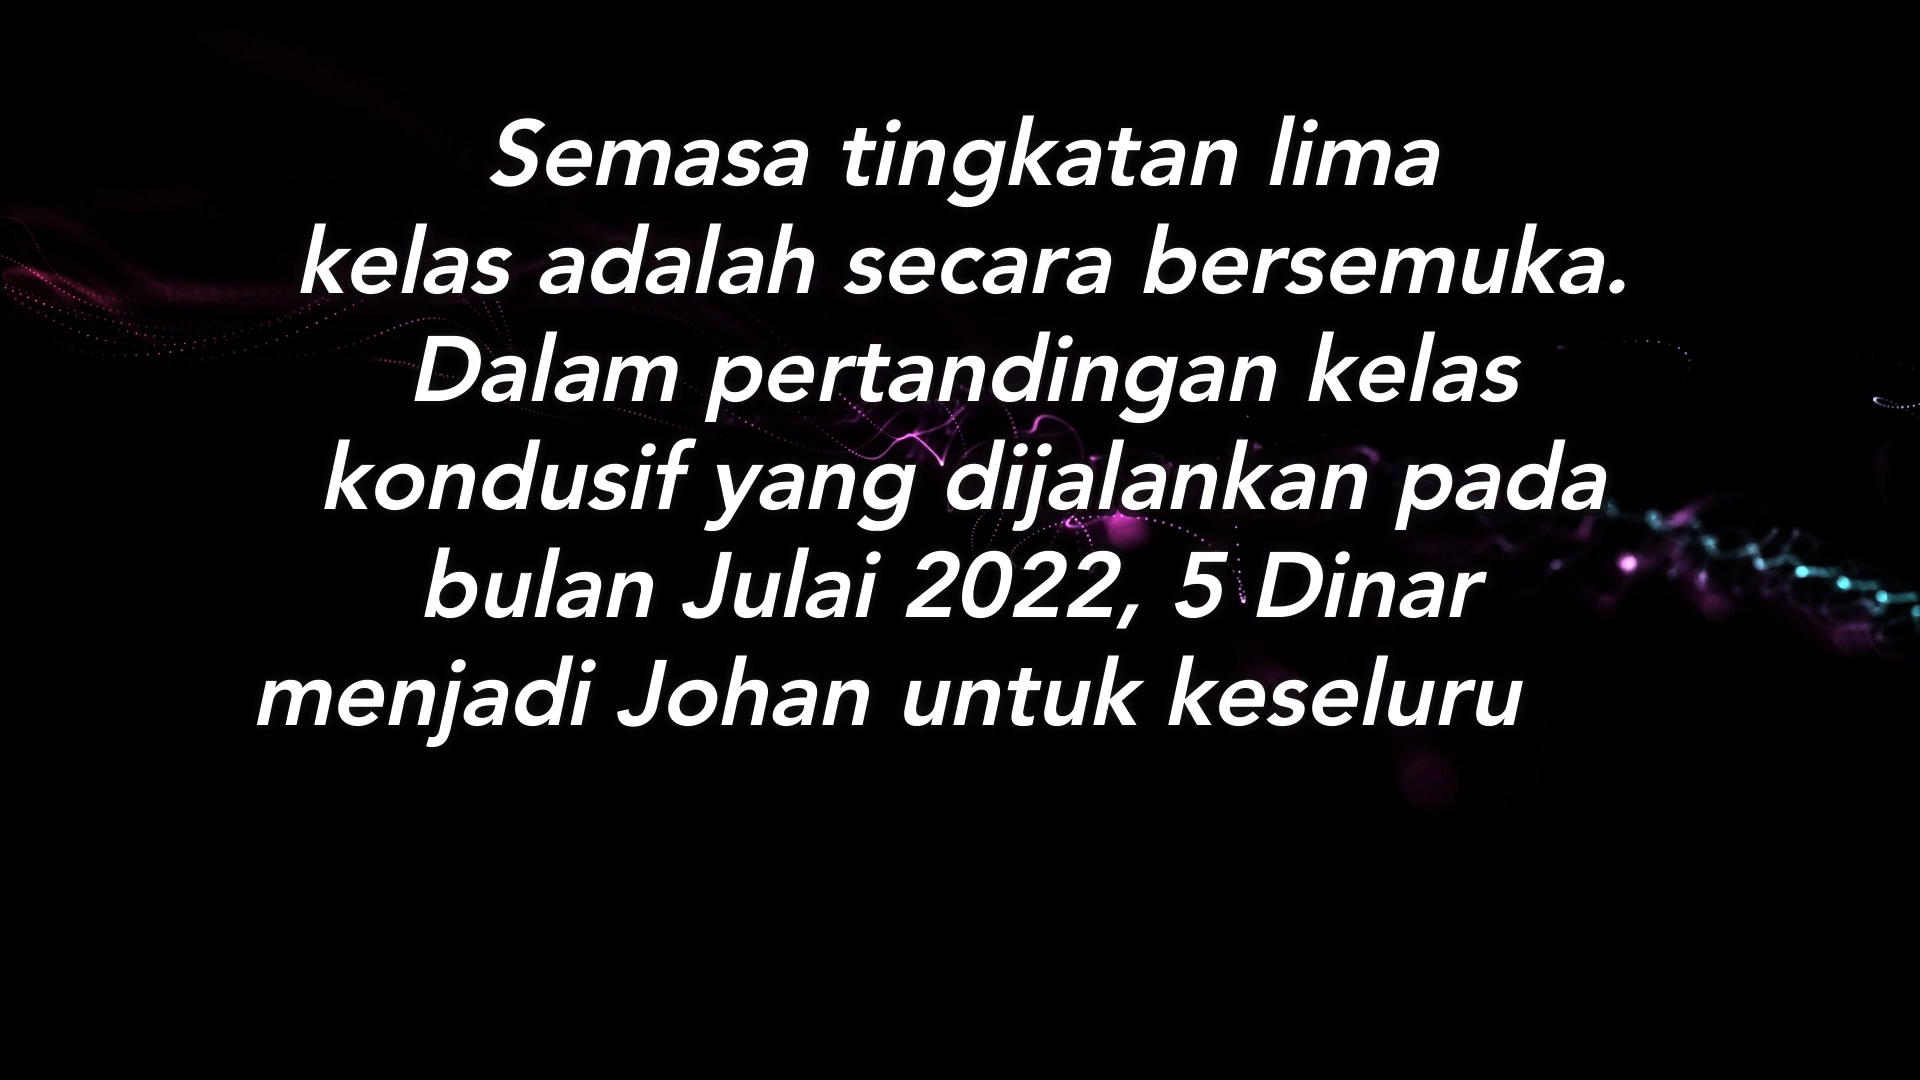 Semasa tingkatan lima
kelas adalah secara bersemuka.
Dalam pertandingan kelas
kondusif yang dijalankan pada
bulan Julai 2022, 5 Dinar
menjadi Johan untuk keseluru